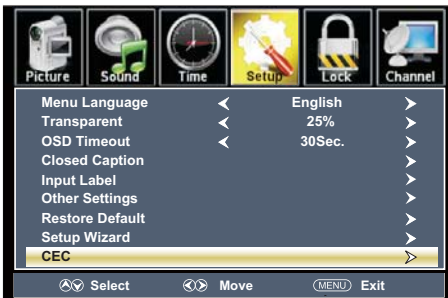 Picture Sound Time Setup Lock Channel
Menu Language English
Transparent 25%
OSD Timeout 30Sec.
Closed Caption
Input Label
Other Settings
Restore Default
Setup Wizard
CEC
Select Move MENU Exit